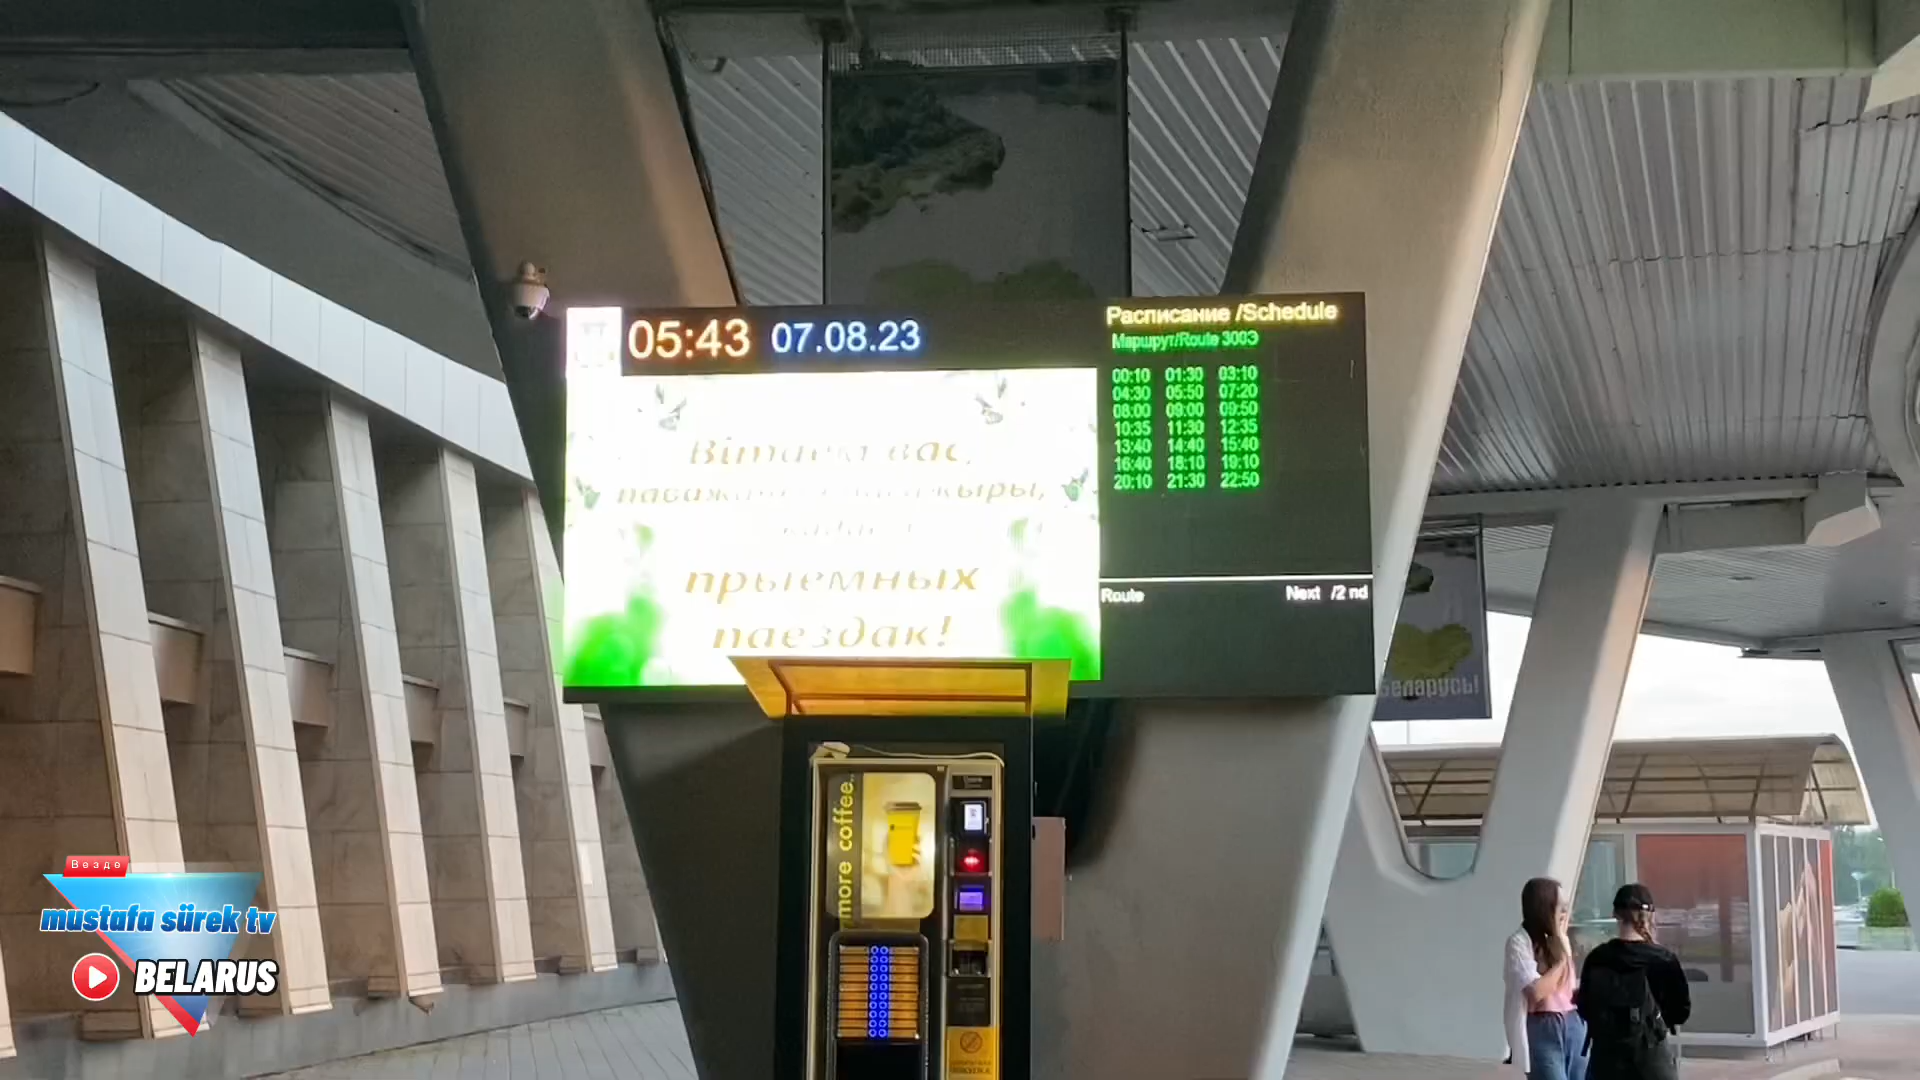 05:43 07.08.23
Расписание /Schedule
Маршрут/Route 300Э
00:10 01:30 03:10
04:30 05:50 07:20
08:00 09:00 09:50
10:35 11:30 12:35
13:40 14:40 15:40
16:40 18:10 19:10
20:10 21:30 22:50
Вітаем вас,
прыемных
паездак!
Route Next /2 nd
Беларусь!
more coffee.
Везде
mustafa sürek tv
BELARUS